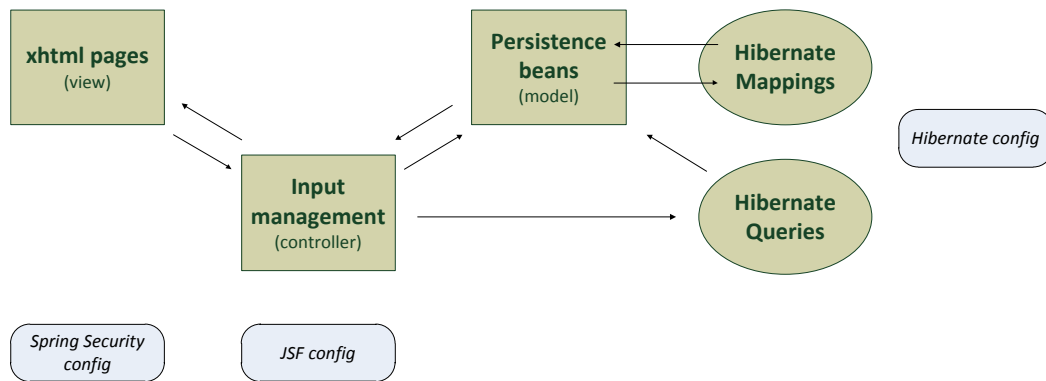 xhtml pages
(view)
Persistence
beans
(model)
Hibernate
Mappings
Hibernate config
Input
management
(controller)
Hibernate
Queries
Spring Security
config
JSF config